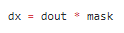 dx = dout * mask